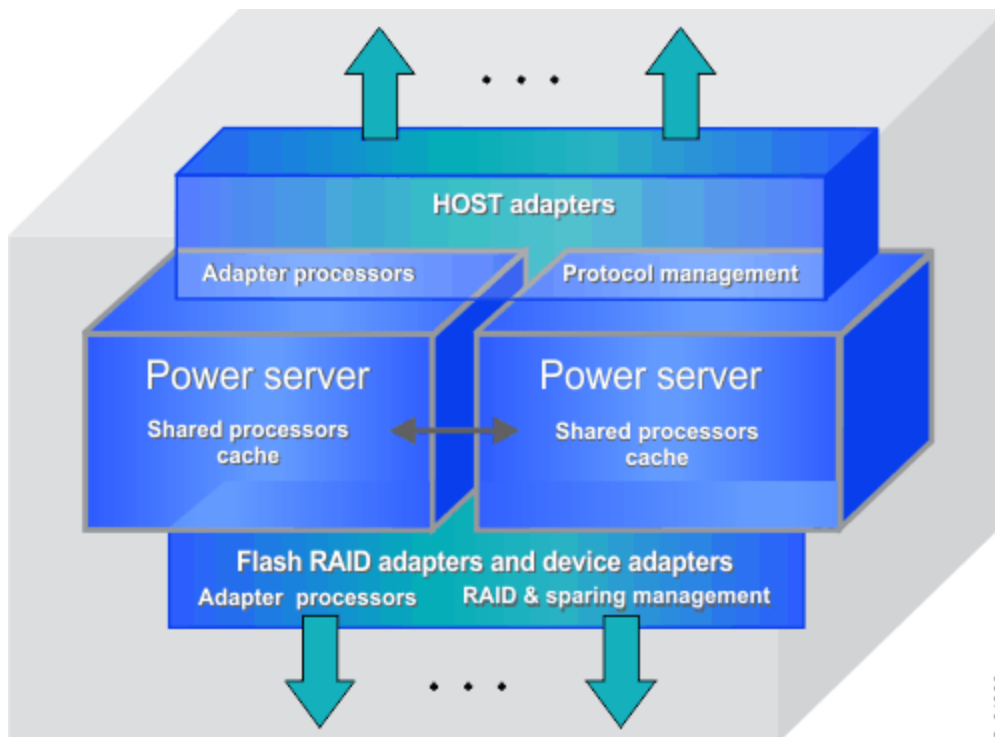 HOST adapters
Adapter processors
Protocol management
Power server
Shared processors
cache
Power server
Shared processors
cache
Flash RAID adapters and device adapters
Adapter processors
RAID & sparing management